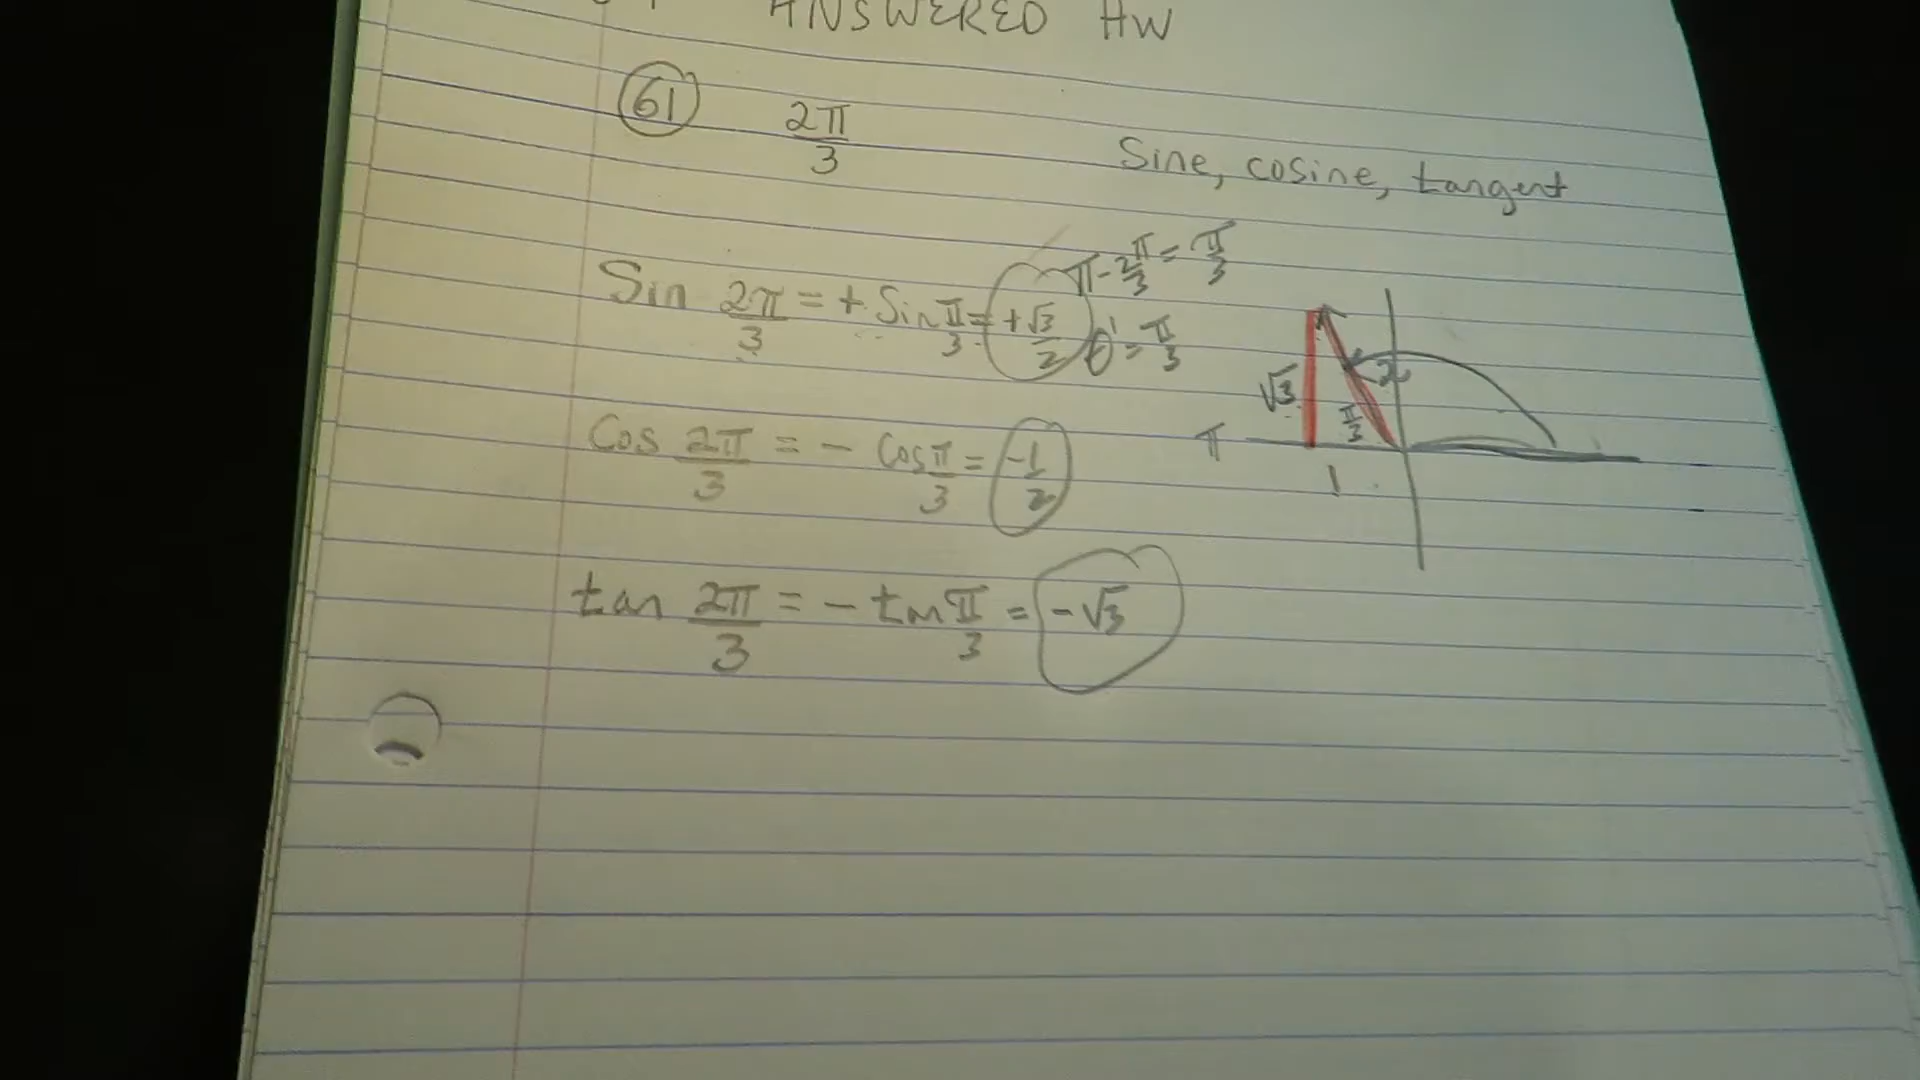 ANSWERED HW
61 2π/3
Sine, cosine, tangent
π - 2π/3 = π/3
Sin 2π/3 = + Sin π/3 = +√3/2
θ' = π/3
√3 π/3 2
π
1
Cos 2π/3 = - Cos π/3 = -1/2
tan 2π/3 = - tan π/3 = -√3